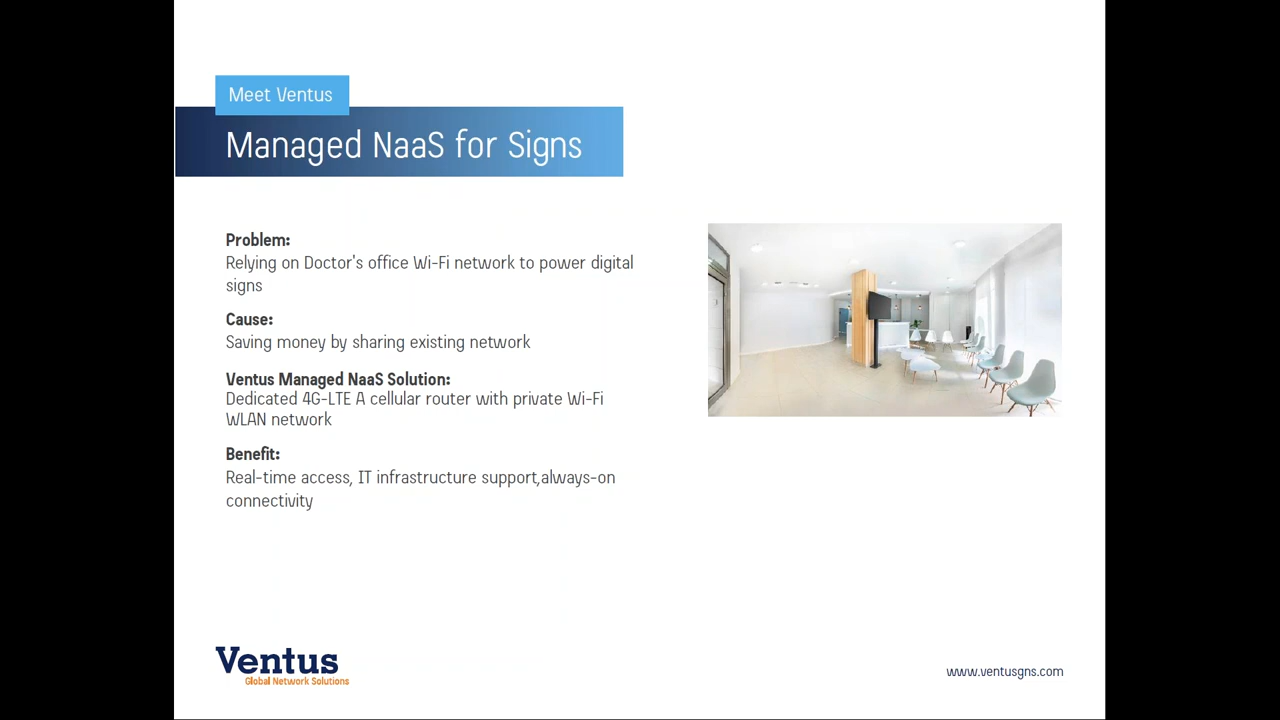 Meet Ventus
Managed NaaS for Signs
Problem:
Relying on Doctor's office Wi-Fi network to power digital
signs
Cause:
Saving money by sharing existing network
Ventus Managed NaaS Solution:
Dedicated 4G-LTE A cellular router with private Wi-Fi
WLAN network
Benefit:
Real-time access, IT infrastructure support,always-on
connectivity
Ventus
Global Network Solutions
www.ventusgns.com